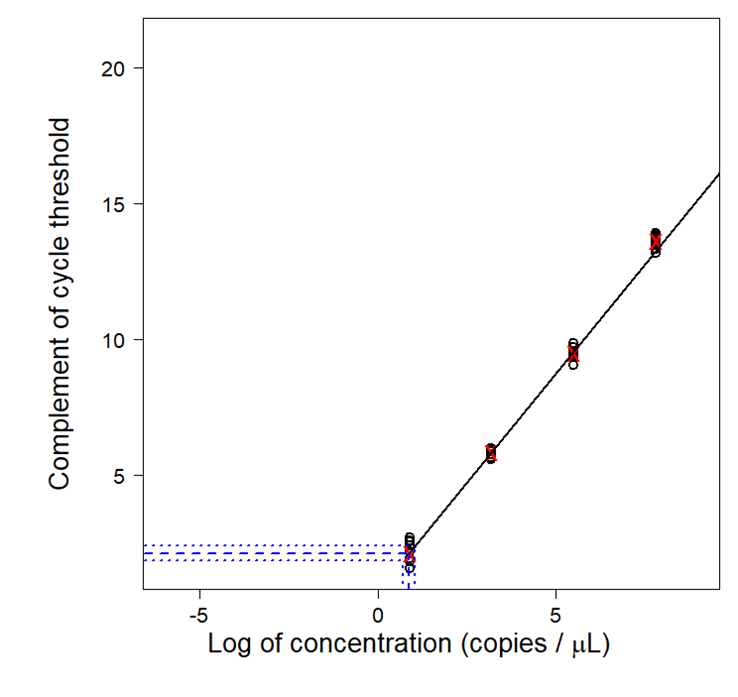 20
15
10
5
Complement of cycle threshold
-5 0 5
Log of concentration (copies / μL)